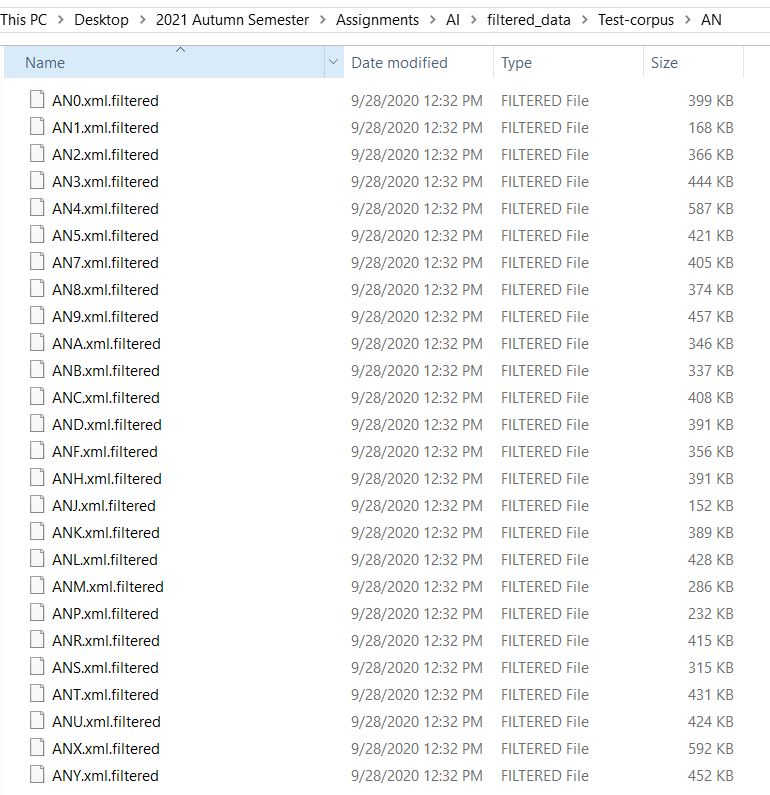 This PC > Desktop > 2021 Autumn Semester > Assignments > AI > filtered_data > Test-corpus > AN
Name Date modified Type Size
AN0.xml.filtered 9/28/2020 12:32 PM FILTERED File 399 KB
AN1.xml.filtered 9/28/2020 12:32 PM FILTERED File 168 KB
AN2.xml.filtered 9/28/2020 12:32 PM FILTERED File 366 KB
AN3.xml.filtered 9/28/2020 12:32 PM FILTERED File 444 KB
AN4.xml.filtered 9/28/2020 12:32 PM FILTERED File 587 KB
AN5.xml.filtered 9/28/2020 12:32 PM FILTERED File 421 KB
AN7.xml.filtered 9/28/2020 12:32 PM FILTERED File 405 KB
AN8.xml.filtered 9/28/2020 12:32 PM FILTERED File 374 KB
AN9.xml.filtered 9/28/2020 12:32 PM FILTERED File 457 KB
ANA.xml.filtered 9/28/2020 12:32 PM FILTERED File 346 KB
ANB.xml.filtered 9/28/2020 12:32 PM FILTERED File 337 KB
ANC.xml.filtered 9/28/2020 12:32 PM FILTERED File 408 KB
AND.xml.filtered 9/28/2020 12:32 PM FILTERED File 391 KB
ANF.xml.filtered 9/28/2020 12:32 PM FILTERED File 356 KB
ANH.xml.filtered 9/28/2020 12:32 PM FILTERED File 391 KB
ANJ.xml.filtered 9/28/2020 12:32 PM FILTERED File 152 KB
ANK.xml.filtered 9/28/2020 12:32 PM FILTERED File 389 KB
ANL.xml.filtered 9/28/2020 12:32 PM FILTERED File 428 KB
ANM.xml.filtered 9/28/2020 12:32 PM FILTERED File 286 KB
ANP.xml.filtered 9/28/2020 12:32 PM FILTERED File 232 KB
ANR.xml.filtered 9/28/2020 12:32 PM FILTERED File 415 KB
ANS.xml.filtered 9/28/2020 12:32 PM FILTERED File 315 KB
ANT.xml.filtered 9/28/2020 12:32 PM FILTERED File 431 KB
ANU.xml.filtered 9/28/2020 12:32 PM FILTERED File 424 KB
ANX.xml.filtered 9/28/2020 12:32 PM FILTERED File 592 KB
ANY.xml.filtered 9/28/2020 12:32 PM FILTERED File 452 KB